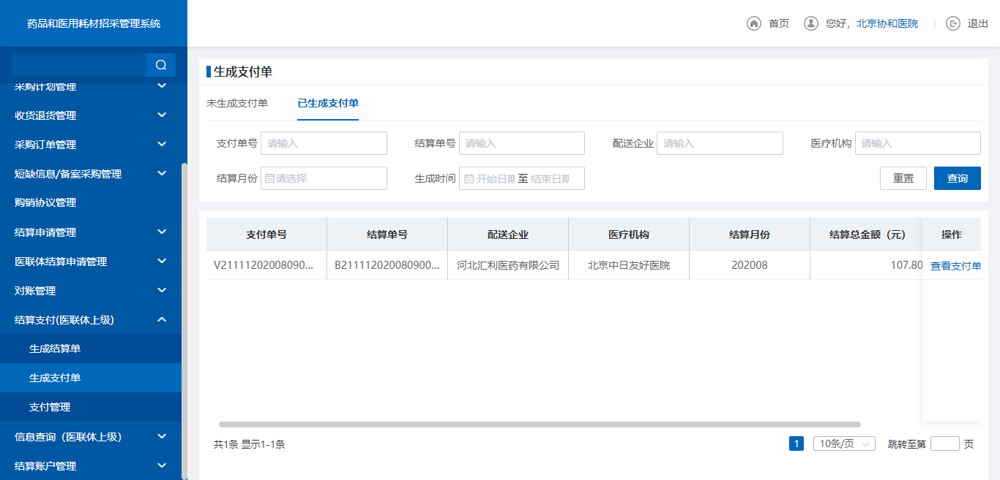 药品和医用耗材招采管理系统
首页 您好，北京协和医院 退出
采购计划管理
收货退货管理
采购订单管理
短缺信息/备案采购管理
购销协议管理
结算申请管理
医联体结算申请管理
对账管理
结算支付(医联体上级)
生成结算单
生成支付单
支付管理
信息查询（医联体上级）
结算账户管理
生成支付单
未生成支付单 已生成支付单
支付单号 请输入 结算单号 请输入 配送企业 请输入 医疗机构 请输入
结算月份 请选择 生成时间 开始日期 至 结束日期 重置 查询
支付单号 结算单号 配送企业 医疗机构 结算月份 结算总金额（元） 操作
V21111202008090... B211112020080900... 河北汇利医药有限公司 北京中日友好医院 202008 107.80 查看支付单
共1条 显示1-1条 1 10条/页 跳转至第 页